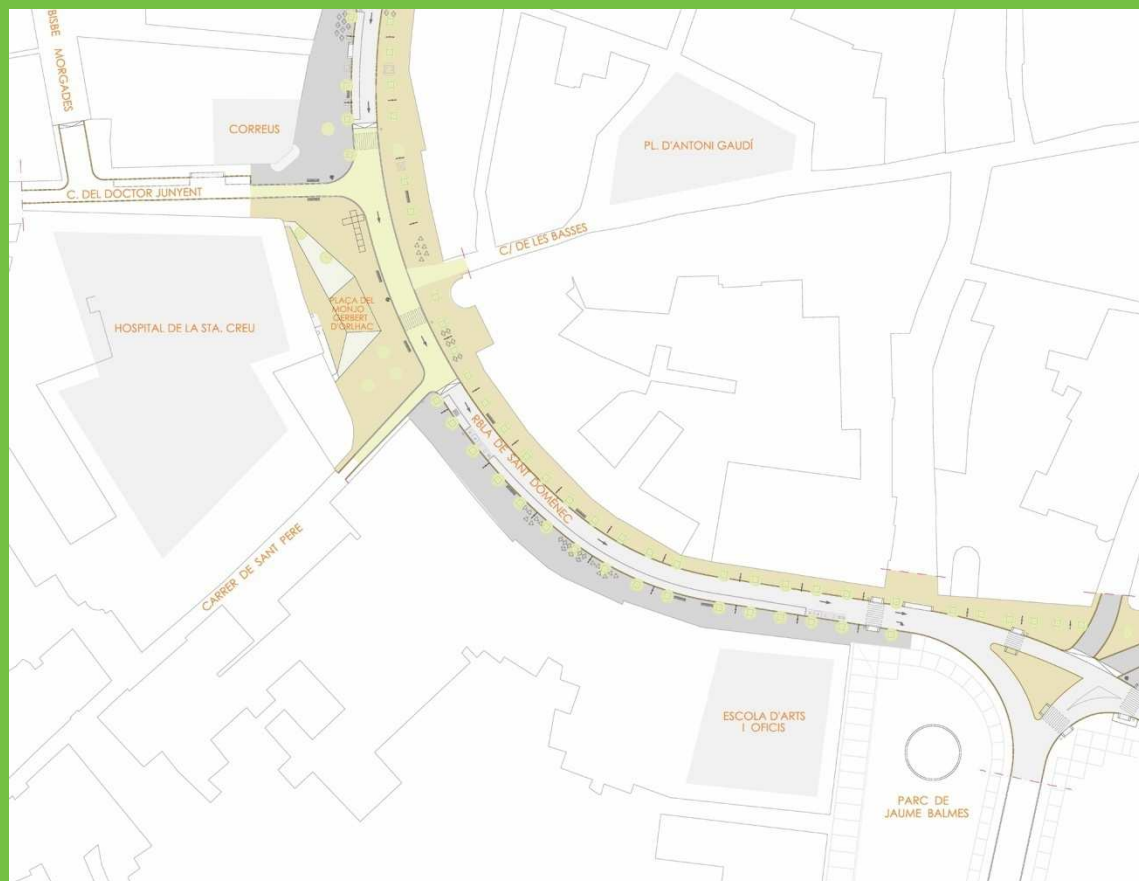 BISBE MORGADES
CORREUS
PL. D'ANTONI GAUDÍ
C. DEL DOCTOR JUNYENT
C/ DE LES BASSES
PLAÇA DEL
MONJO
GERBERT
D'ORLHAC
HOSPITAL DE LA STA. CREU
RBLA DE SANT DOMÈNEC
CARRER DE SANT PERE
ESCOLA D'ARTS
I OFICIS
PARC DE
JAUME BALMES